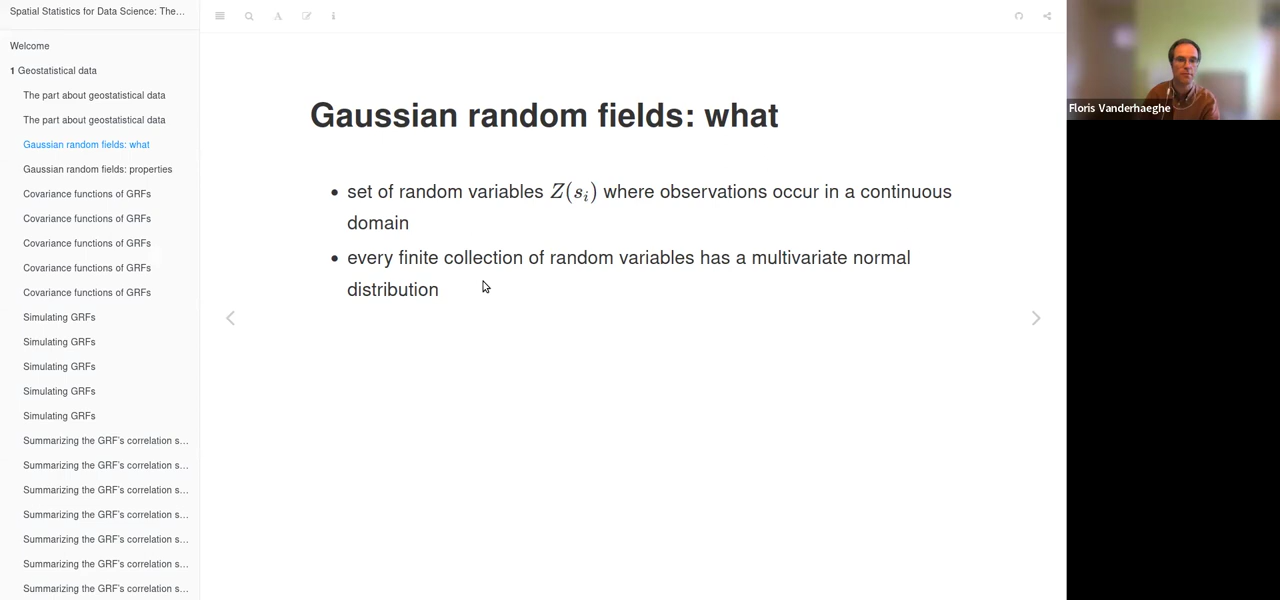 Spatial Statistics for Data Science: The...
Welcome
1 Geostatistical data
The part about geostatistical data
The part about geostatistical data
Gaussian random fields: what
Gaussian random fields: properties
Covariance functions of GRFs
Covariance functions of GRFs
Covariance functions of GRFs
Covariance functions of GRFs
Covariance functions of GRFs
Simulating GRFs
Simulating GRFs
Simulating GRFs
Simulating GRFs
Simulating GRFs
Summarizing the GRF's correlation s...
Summarizing the GRF's correlation s...
Summarizing the GRF's correlation s...
Summarizing the GRF's correlation s...
Summarizing the GRF's correlation s...
Summarizing the GRF's correlation s...
Summarizing the GRF's correlation s...
A
i
Gaussian random fields: what
• set of random variables Z(sᵢ) where observations occur in a continuous
domain
• every finite collection of random variables has a multivariate normal
distribution
Floris Vanderhaeghe